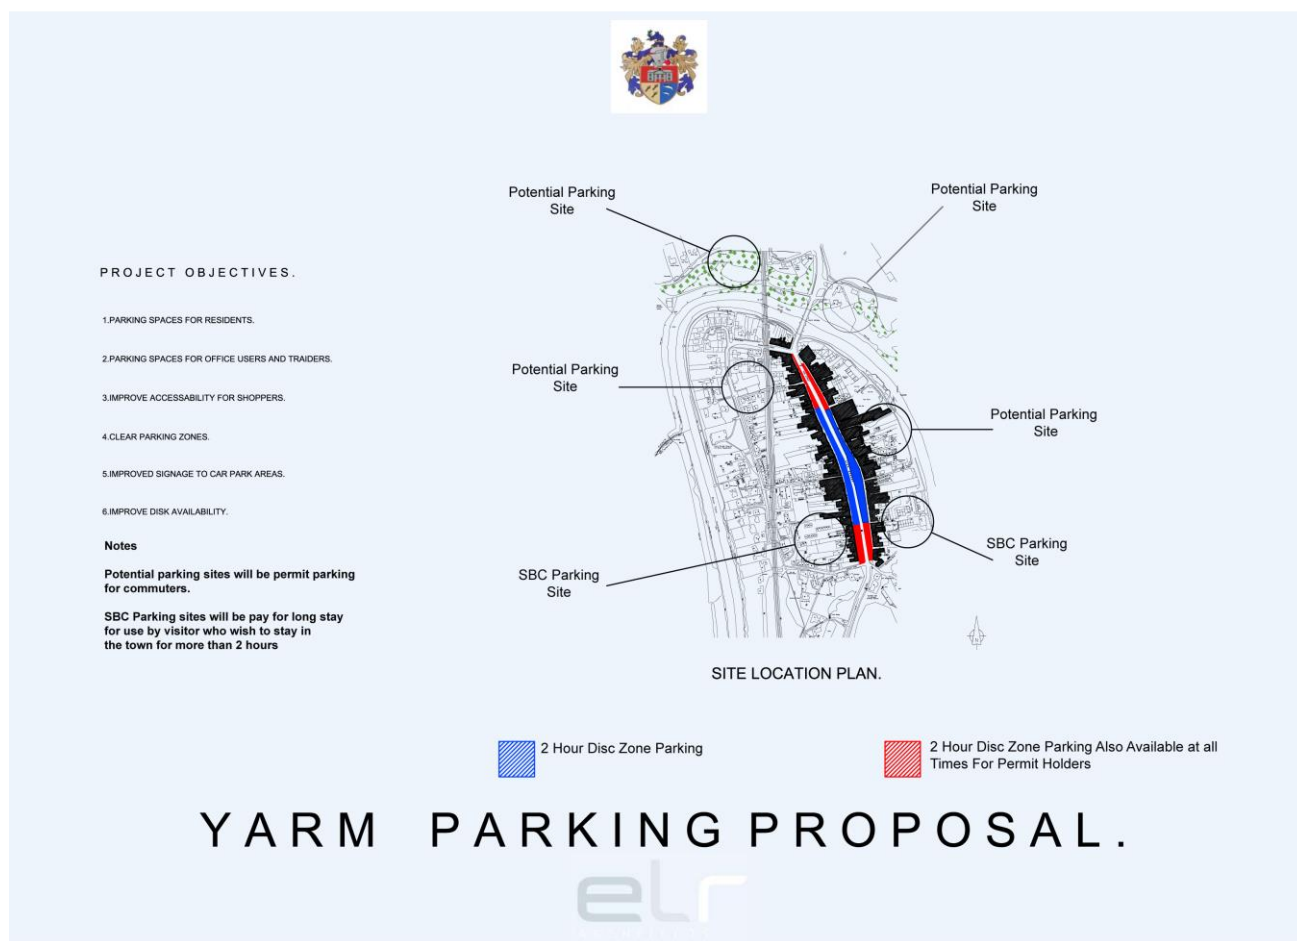 Potential Parking
Site
Potential Parking
Site
PROJECT OBJECTIVES.
1.PARKING SPACES FOR RESIDENTS.
2.PARKING SPACES FOR OFFICE USERS AND TRAIDERS.
3.IMPROVE ACCESSABILITY FOR SHOPPERS.
4.CLEAR PARKING ZONES.
5.IMPROVED SIGNAGE TO CAR PARK AREAS.
6.IMPROVE DISK AVAILABILITY.
Notes
Potential parking sites will be permit parking
for commuters.
SBC Parking sites will be pay for long stay
for use by visitor who wish to stay in
the town for more than 2 hours
Potential Parking
Site
Potential Parking
Site
SBC Parking
Site
SBC Parking
Site
SITE LOCATION PLAN.
2 Hour Disc Zone Parking
2 Hour Disc Zone Parking Also Available at all
Times For Permit Holders
YARM PARKING PROPOSAL.
elr